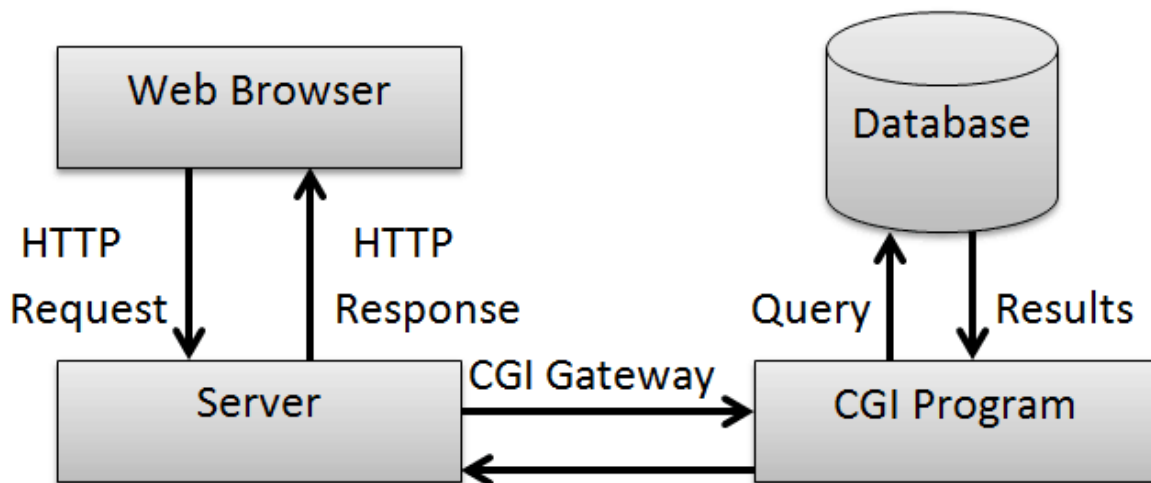 Web Browser
Database
HTTP
Request
HTTP
Response
Query
Results
Server
CGI Gateway
CGI Program